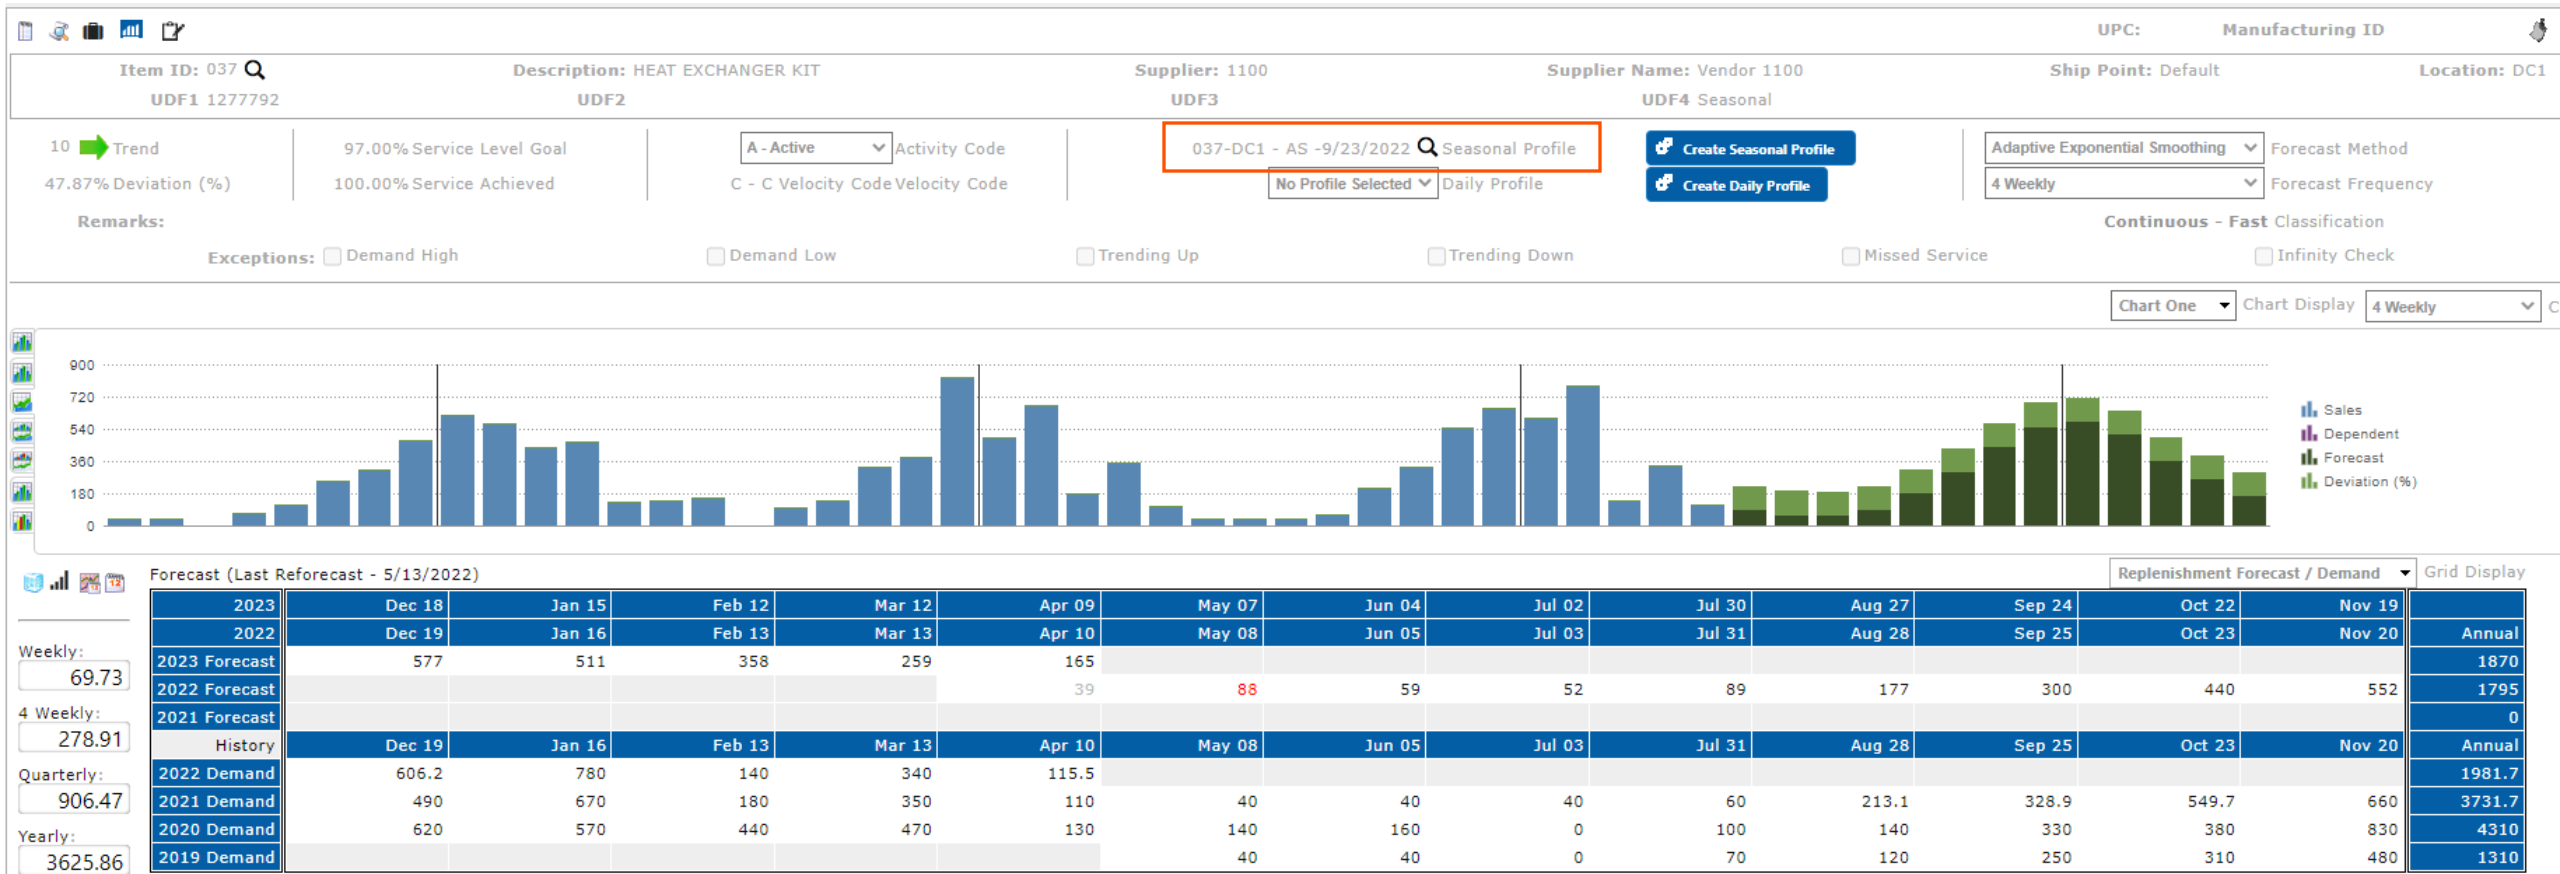 UPC: Manufacturing ID
Item ID: 037 Description: HEAT EXCHANGER KIT Supplier: 1100 Supplier Name: Vendor 1100 Ship Point: Default Location: DC1
UDF1 1277792 UDF2 UDF3 UDF4 Seasonal
10 Trend 97.00% Service Level Goal A - Active Activity Code 037-DC1 - AS -9/23/2022 Seasonal Profile Create Seasonal Profile Adaptive Exponential Smoothing Forecast Method
47.87% Deviation (%) 100.00% Service Achieved C - C Velocity Code Velocity Code No Profile Selected Daily Profile Create Daily Profile 4 Weekly Forecast Frequency
Remarks: Continuous - Fast Classification
Exceptions: Demand High Demand Low Trending Up Trending Down Missed Service Infinity Check
Chart One Chart Display 4 Weekly C
900
720
540
360
180
0
Sales
Dependent
Forecast
Deviation (%)
12 12 Forecast (Last Reforecast - 5/13/2022) Replenishment Forecast / Demand Grid Display
2023 Dec 18 Jan 15 Feb 12 Mar 12 Apr 09 May 07 Jun 04 Jul 02 Jul 30 Aug 27 Sep 24 Oct 22 Nov 19
2022 Dec 19 Jan 16 Feb 13 Mar 13 Apr 10 May 08 Jun 05 Jul 03 Jul 31 Aug 28 Sep 25 Oct 23 Nov 20 Annual
2023 Forecast 577 511 358 259 165 1870
2022 Forecast 39 88 59 52 89 177 300 440 552 1795
2021 Forecast 0
History Dec 19 Jan 16 Feb 13 Mar 13 Apr 10 May 08 Jun 05 Jul 03 Jul 31 Aug 28 Sep 25 Oct 23 Nov 20 Annual
2022 Demand 606.2 780 140 340 115.5 1981.7
2021 Demand 490 670 180 350 110 40 40 40 60 213.1 328.9 549.7 660 3731.7
2020 Demand 620 570 440 470 130 140 160 0 100 140 330 380 830 4310
2019 Demand 40 40 0 70 120 250 310 480 1310
Weekly:
69.73
4 Weekly:
278.91
Quarterly:
906.47
Yearly:
3625.86